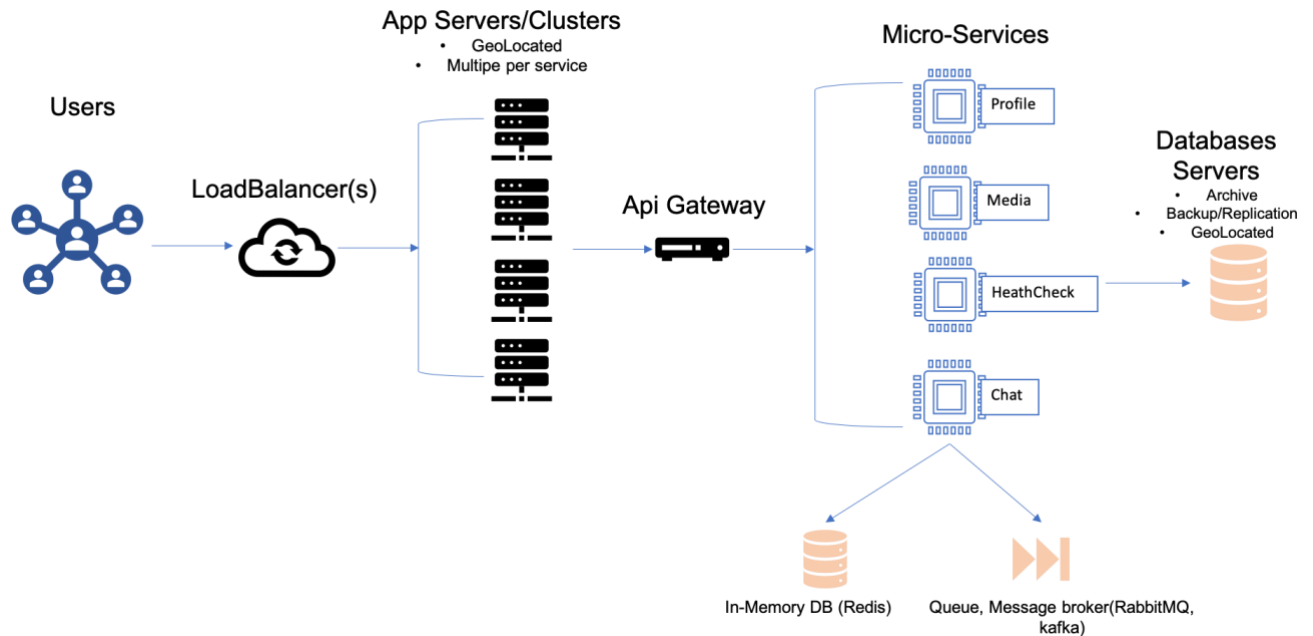 App Servers/Clusters
• GeoLocated
• Multipe per service
Micro-Services
Users
Profile
Databases
Servers
• Archive
• Backup/Replication
• GeoLocated
LoadBalancer(s)
Api Gateway
Media
HeathCheck
Chat
In-Memory DB (Redis)
Queue, Message broker(RabbitMQ,
kafka)